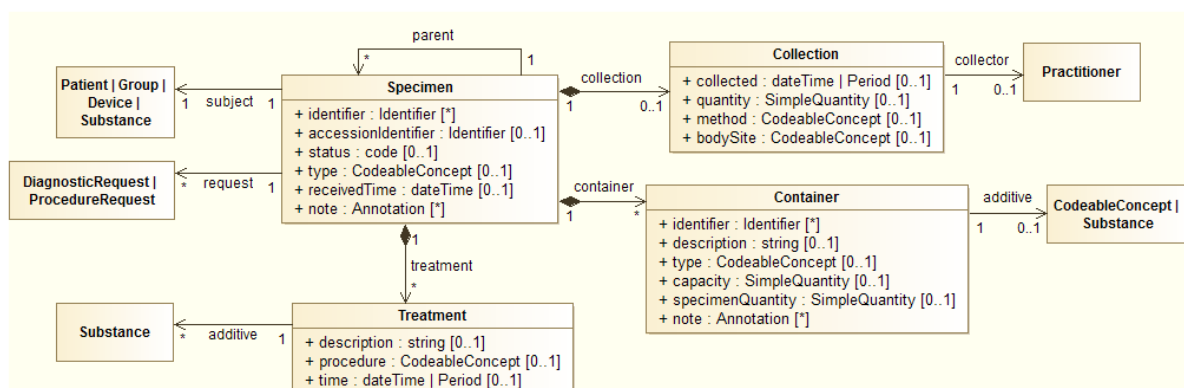 parent
* 1
Patient | Group |
Device |
Substance
1 subject 1
Specimen
+ identifier : Identifier [*]
+ accessionIdentifier : Identifier [0..1]
+ status : code [0..1]
+ type : CodeableConcept [0..1]
+ receivedTime : dateTime [0..1]
+ note : Annotation [*]
collection
1 0..1
Collection
+ collected : dateTime | Period [0..1]
+ quantity : SimpleQuantity [0..1]
+ method : CodeableConcept [0..1]
+ bodySite : CodeableConcept [0..1]
collector
1 0..1
Practitioner
DiagnosticRequest |
ProcedureRequest
* request 1
container
1 *
Container
+ identifier : Identifier [*]
+ description : string [0..1]
+ type : CodeableConcept [0..1]
+ capacity : SimpleQuantity [0..1]
+ specimenQuantity : SimpleQuantity [0..1]
+ note : Annotation [*]
additive
1 0..1
CodeableConcept |
Substance
1
treatment
*
Substance
* additive 1
Treatment
+ description : string [0..1]
+ procedure : CodeableConcept [0..1]
+ time : dateTime | Period [0..1]